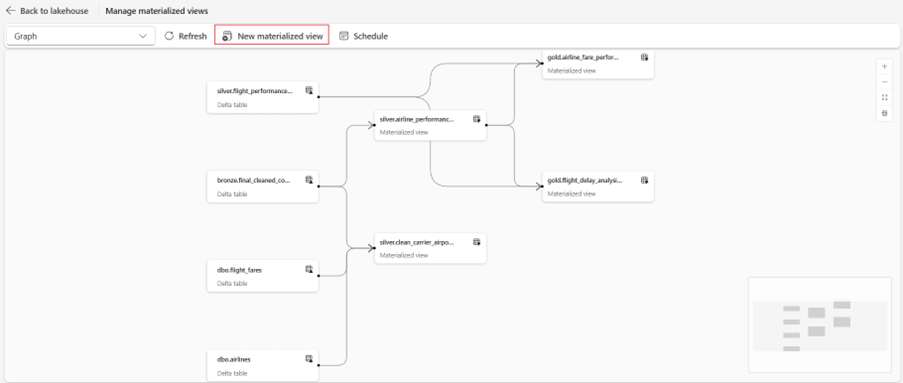 Back to lakehouse
Manage materialized views
Graph
Refresh
New materialized view
Schedule
gold.airline_fare_perfor...
Materialized view
silver.flight_performance...
Delta table
silver.airline_performanc...
Materialized view
bronze.final_cleaned_co...
Delta table
gold.flight_delay_analysi...
Materialized view
silver.clean_carrier_airpo...
Materialized view
dbo.flight_fares
Delta table
dbo.airlines
Delta table